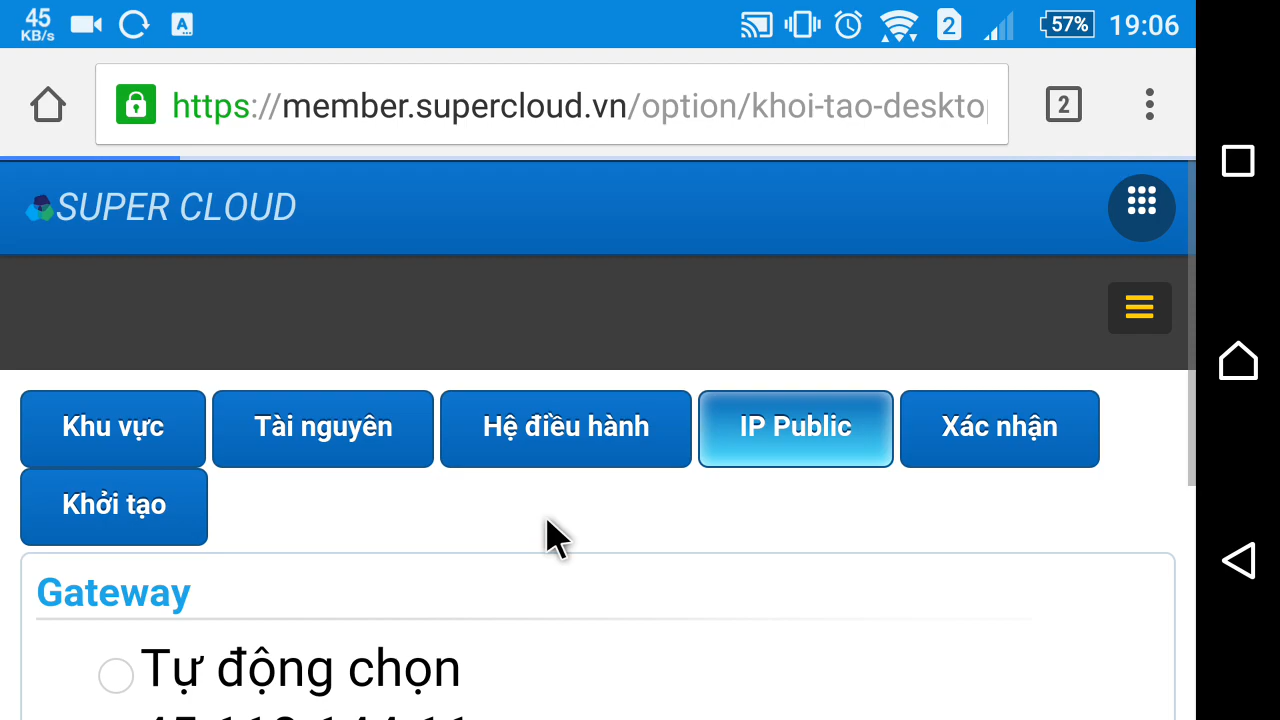 45 KB/s A 2 57% 19:06
https://member.supercloud.vn/option/khoi-tao-deskto
2
SUPER CLOUD
Khu vực Tài nguyên Hệ điều hành IP Public Xác nhận
Khởi tạo
Gateway
Tự động chọn